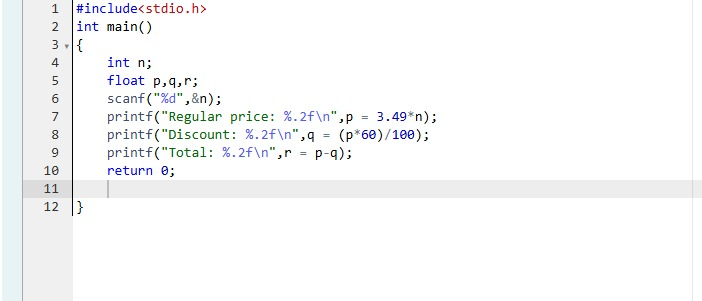 1 #include<stdio.h>
2 int main()
3 {
4 int n;
5 float p,q,r;
6 scanf("%d",&n);
7 printf("Regular price: %.2f\n",p = 3.49*n);
8 printf("Discount: %.2f\n",q = (p*60)/100);
9 printf("Total: %.2f\n",r = p-q);
10 return 0;
11
12 }